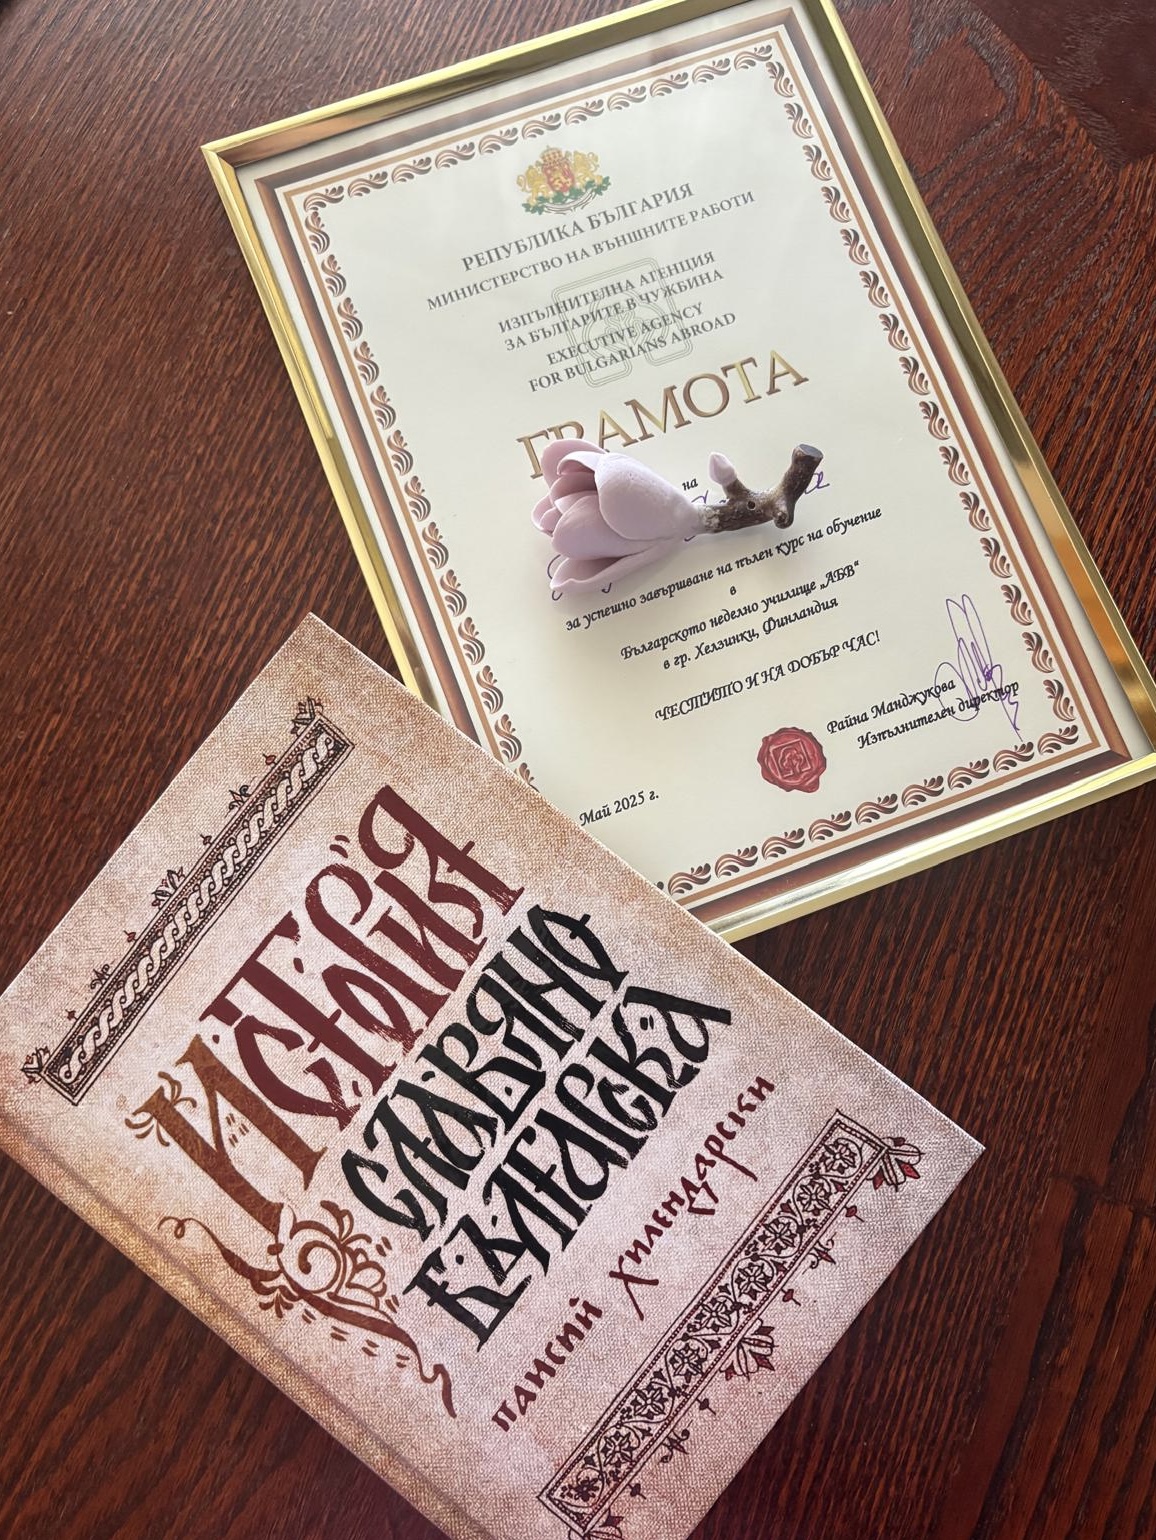 РЕПУБЛИКА БЪЛГАРИЯ
МИНИСТЕРСТВО НА ВЪНШНИТЕ РАБОТИ
ИЗПЪЛНИТЕЛНА АГЕНЦИЯ
ЗА БЪЛГАРИТЕ В ЧУЖБИНА
EXECUTIVE AGENCY
FOR BULGARIANS ABROAD
ГРАМОТА
на
за успешно завършване на пълен курс на обучение
в
Българското неделно училище „АБВ“
в гр. Хелзинки, Финландия
ЧЕСТИТО И НА ДОБЪР ЧАС!
Райна Манджукова
Изпълнителен директор
Май 2025 г.
История
славяно
българска
Паисий Хилендарски